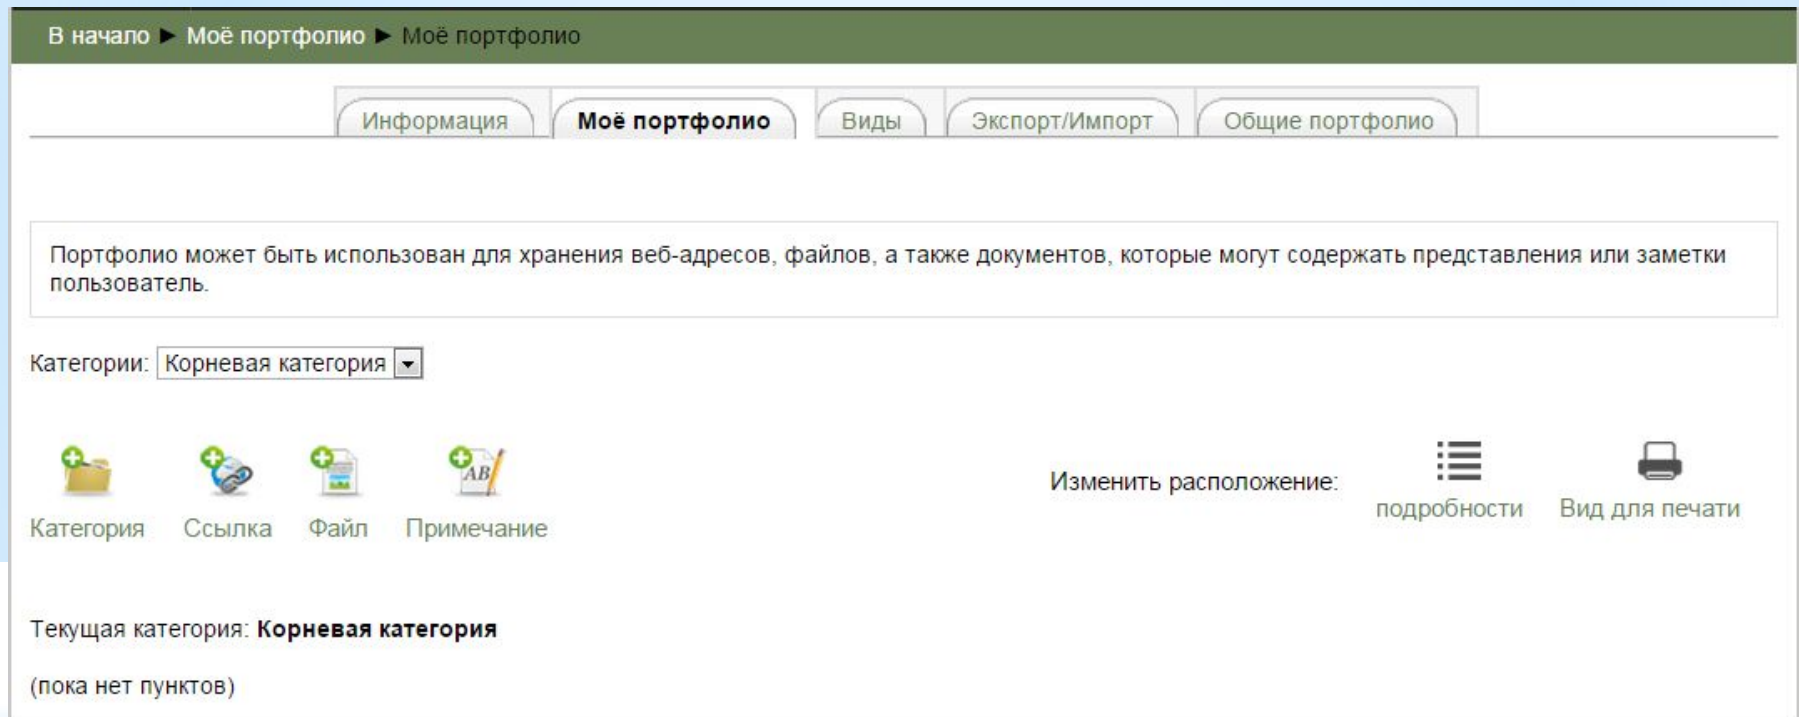 В начало ► Моё портфолио ► Моё портфолио
Информация Моё портфолио Виды Экспорт/Импорт Общие портфолио
Портфолио может быть использован для хранения веб-адресов, файлов, а также документов, которые могут содержать представления или заметки
пользователь.
Категории: Корневая категория
AB
Категория Ссылка Файл Примечание
Изменить расположение: подробности Вид для печати
Текущая категория: Корневая категория
(пока нет пунктов)